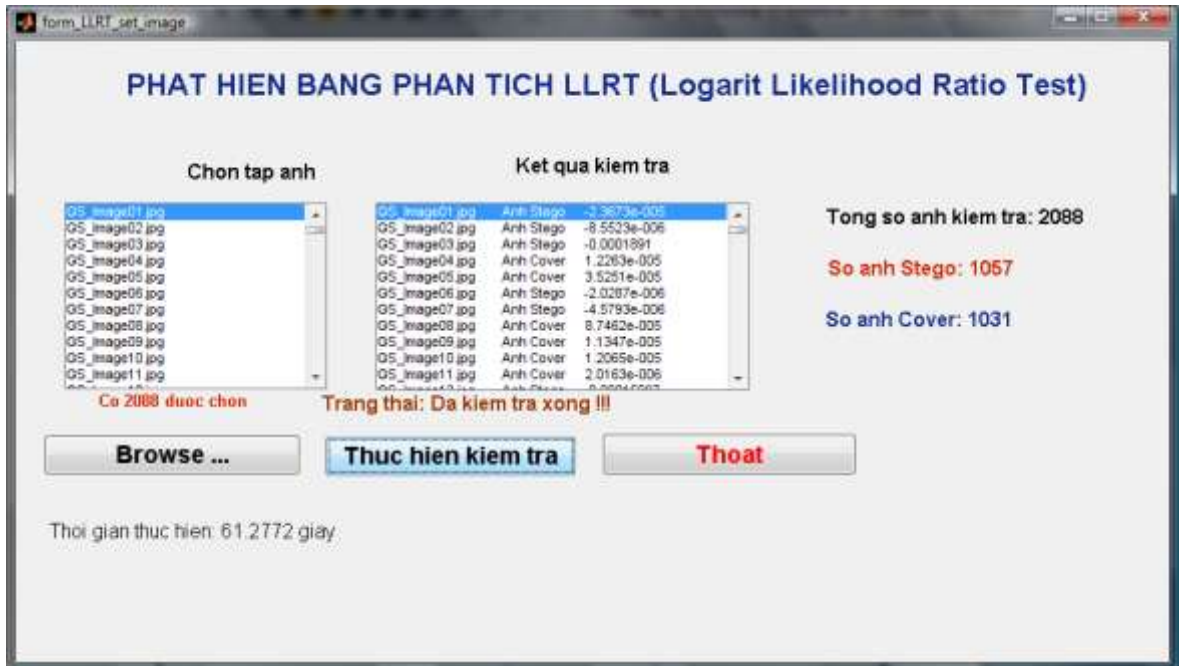 form_LLRT_set_image
PHAT HIEN BANG PHAN TICH LLRT (Logarit Likelihood Ratio Test)
Chon tap anh
Ket qua kiem tra
GS_Image01.jpg
GS_Image02.jpg
GS_Image03.jpg
GS_Image04.jpg
GS_Image05.jpg
GS_Image06.jpg
GS_Image07.jpg
GS_Image08.jpg
GS_Image09.jpg
GS_Image10.jpg
GS_Image11.jpg
GS_Image01.jpg Anh Stego -2.3673e-005
GS_Image02.jpg Anh Stego -8.5523e-006
GS_Image03.jpg Anh Stego -0.0001891
GS_Image04.jpg Anh Cover 1.2263e-005
GS_Image05.jpg Anh Cover 3.5251e-005
GS_Image06.jpg Anh Stego -2.0287e-006
GS_Image07.jpg Anh Stego -4.5793e-006
GS_Image08.jpg Anh Cover 8.7462e-005
GS_Image09.jpg Anh Cover 1.1347e-005
GS_Image10.jpg Anh Cover 1.2065e-005
GS_Image11.jpg Anh Cover 2.0163e-006
Tong so anh kiem tra: 2088
So anh Stego: 1057
So anh Cover: 1031
Co 2088 duoc chon
Trang thai: Da kiem tra xong !!!
Browse ...
Thuc hien kiem tra
Thoat
Thoi gian thuc hien: 61.2772 giay